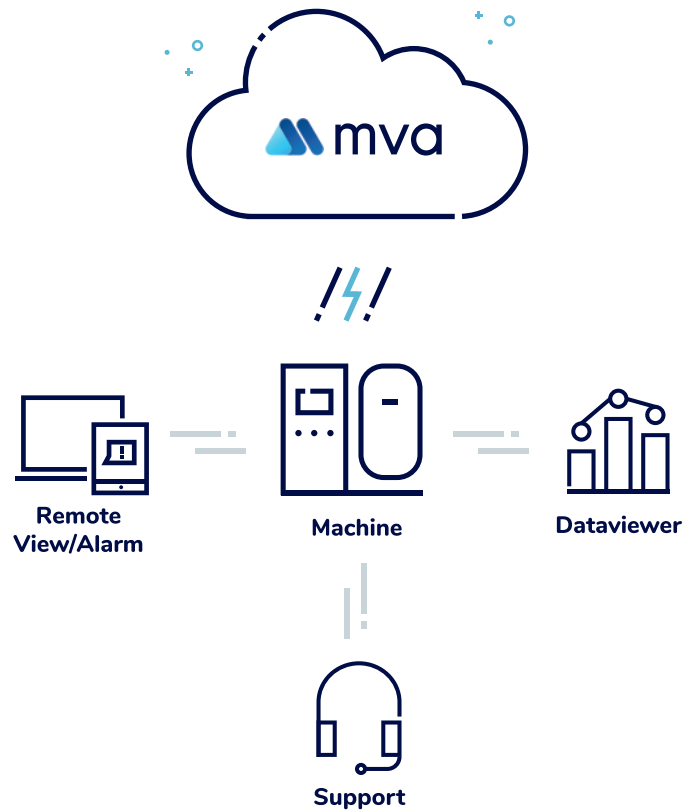 mva
Remote
View/Alarm
Machine
Dataviewer
Support